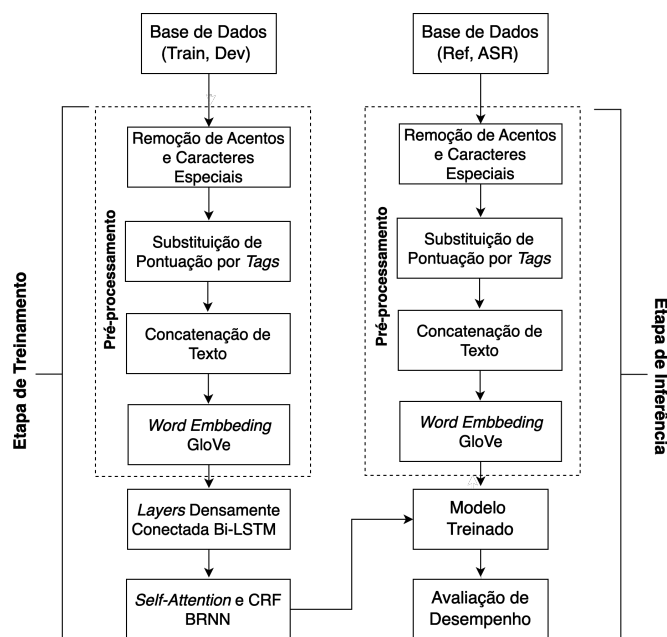 Base de Dados
(Train, Dev)
Remoção de Acentos
e Caracteres
Especiais
Substituição de
Pontuação por Tags
Concatenação de
Texto
Word Embbeding
GloVe
Pré-processamento
Layers Densamente
Conectada Bi-LSTM
Self-Attention e CRF
BRNN
Etapa de Treinamento
Base de Dados
(Ref, ASR)
Remoção de Acentos
e Caracteres
Especiais
Substituição de
Pontuação por Tags
Concatenação de
Texto
Word Embbeding
GloVe
Pré-processamento
Modelo
Treinado
Avaliação de
Desempenho
Etapa de Inferência